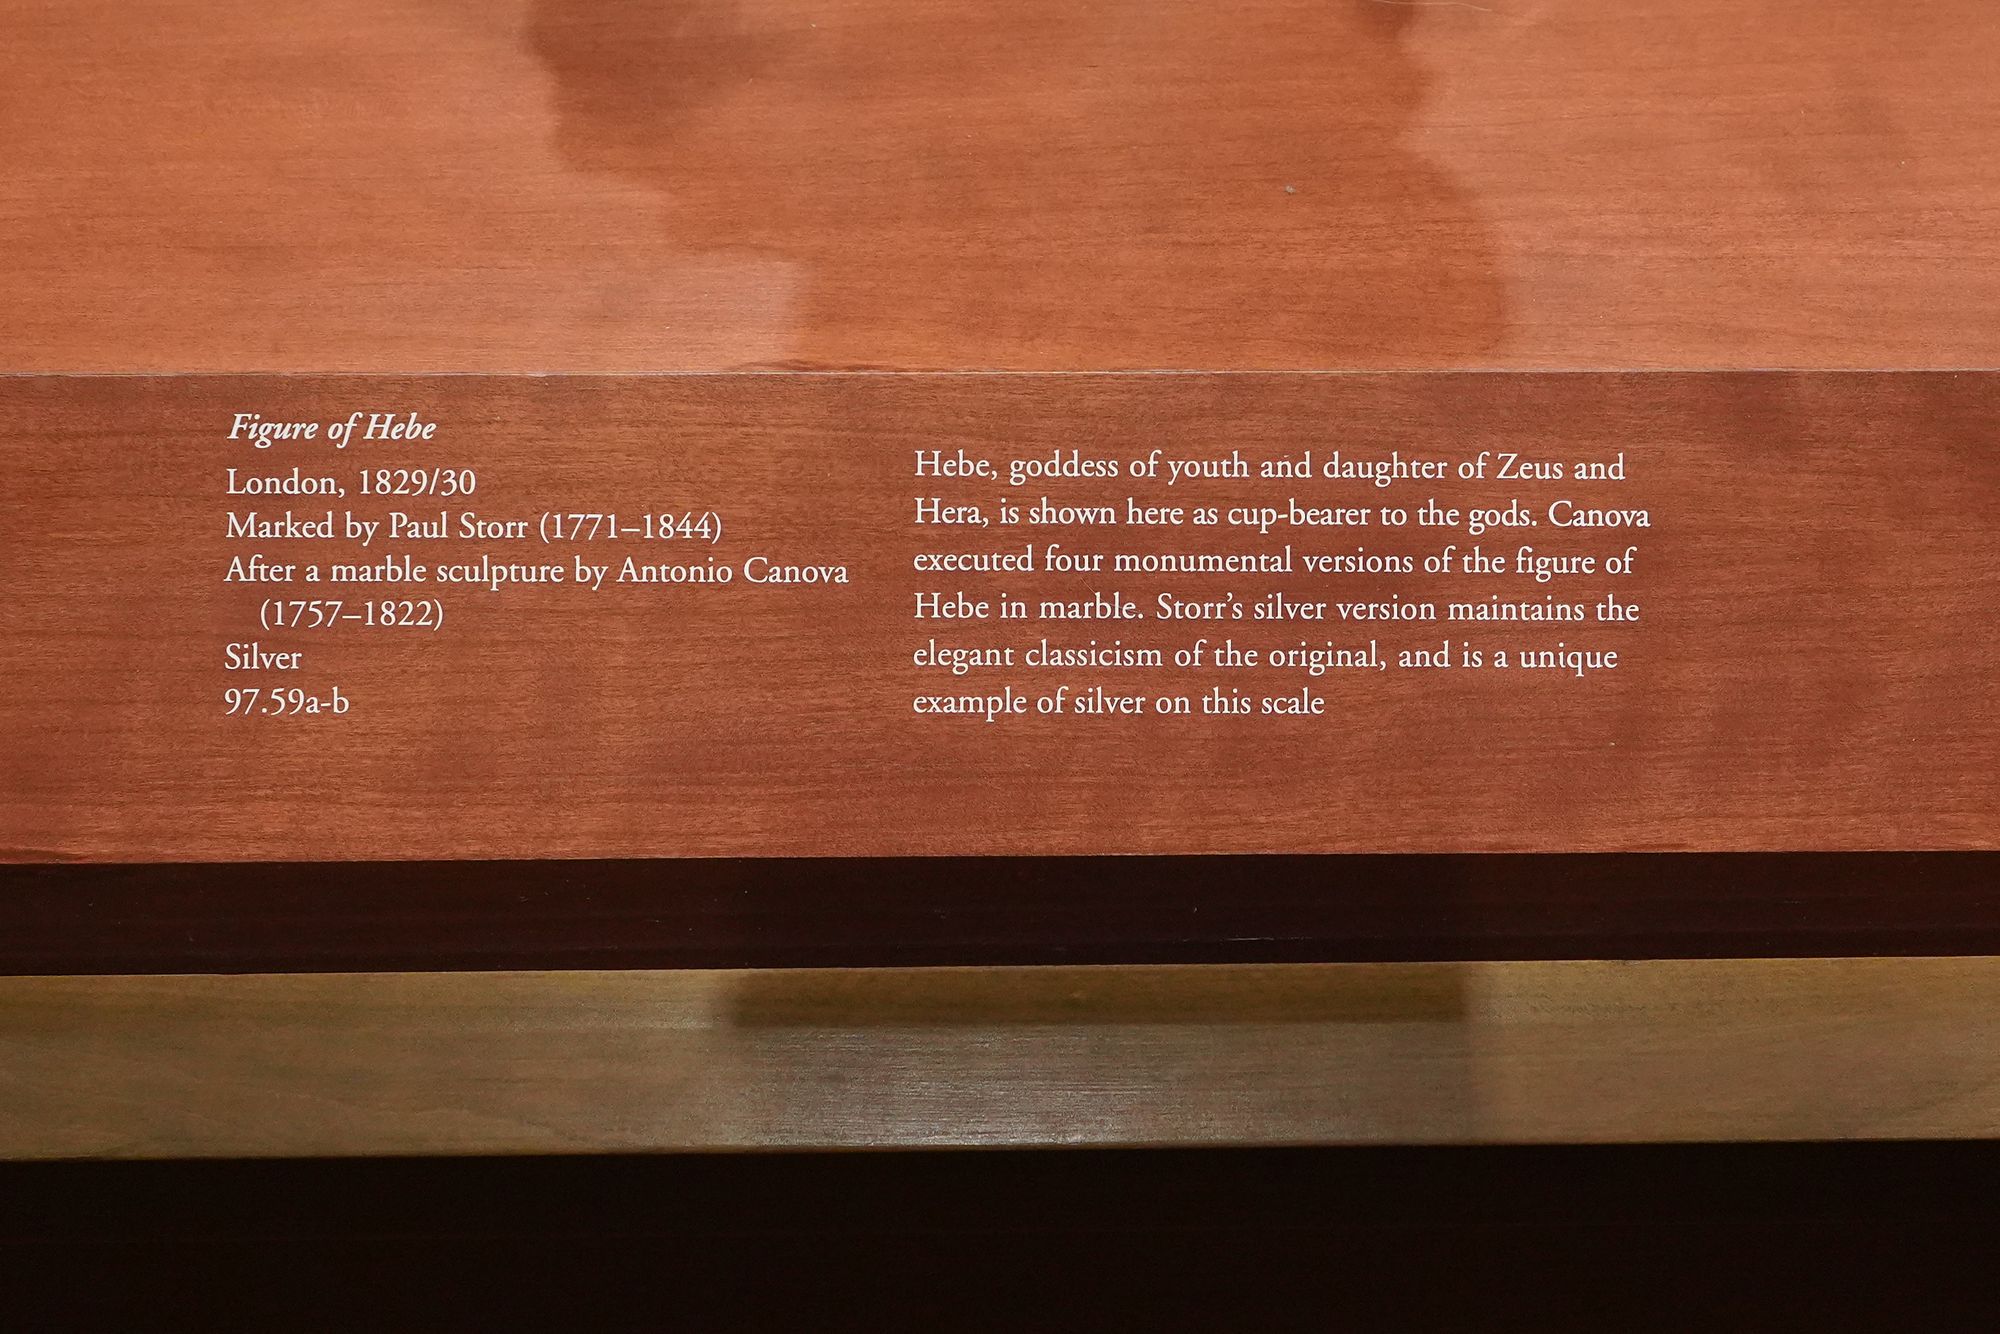 Figure of Hebe
London, 1829/30
Marked by Paul Storr (1771–1844)
After a marble sculpture by Antonio Canova
(1757–1822)
Silver
97.59a-b
Hebe, goddess of youth and daughter of Zeus and
Hera, is shown here as cup-bearer to the gods. Canova
executed four monumental versions of the figure of
Hebe in marble. Storr’s silver version maintains the
elegant classicism of the original, and is a unique
example of silver on this scale